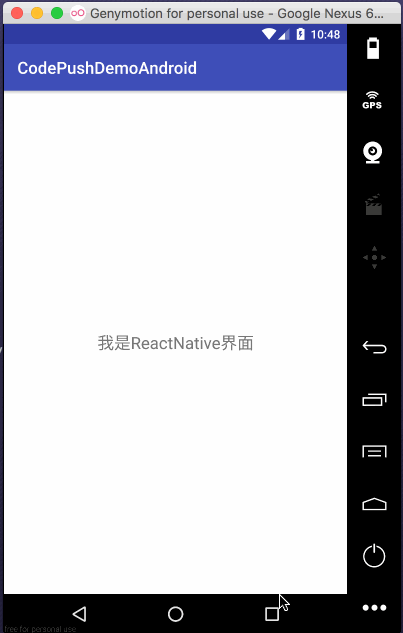 Genymotion for personal use - Google Nexus 6...
10:48
CodePushDemoAndroid
GPS
我是ReactNative界面
free for personal use